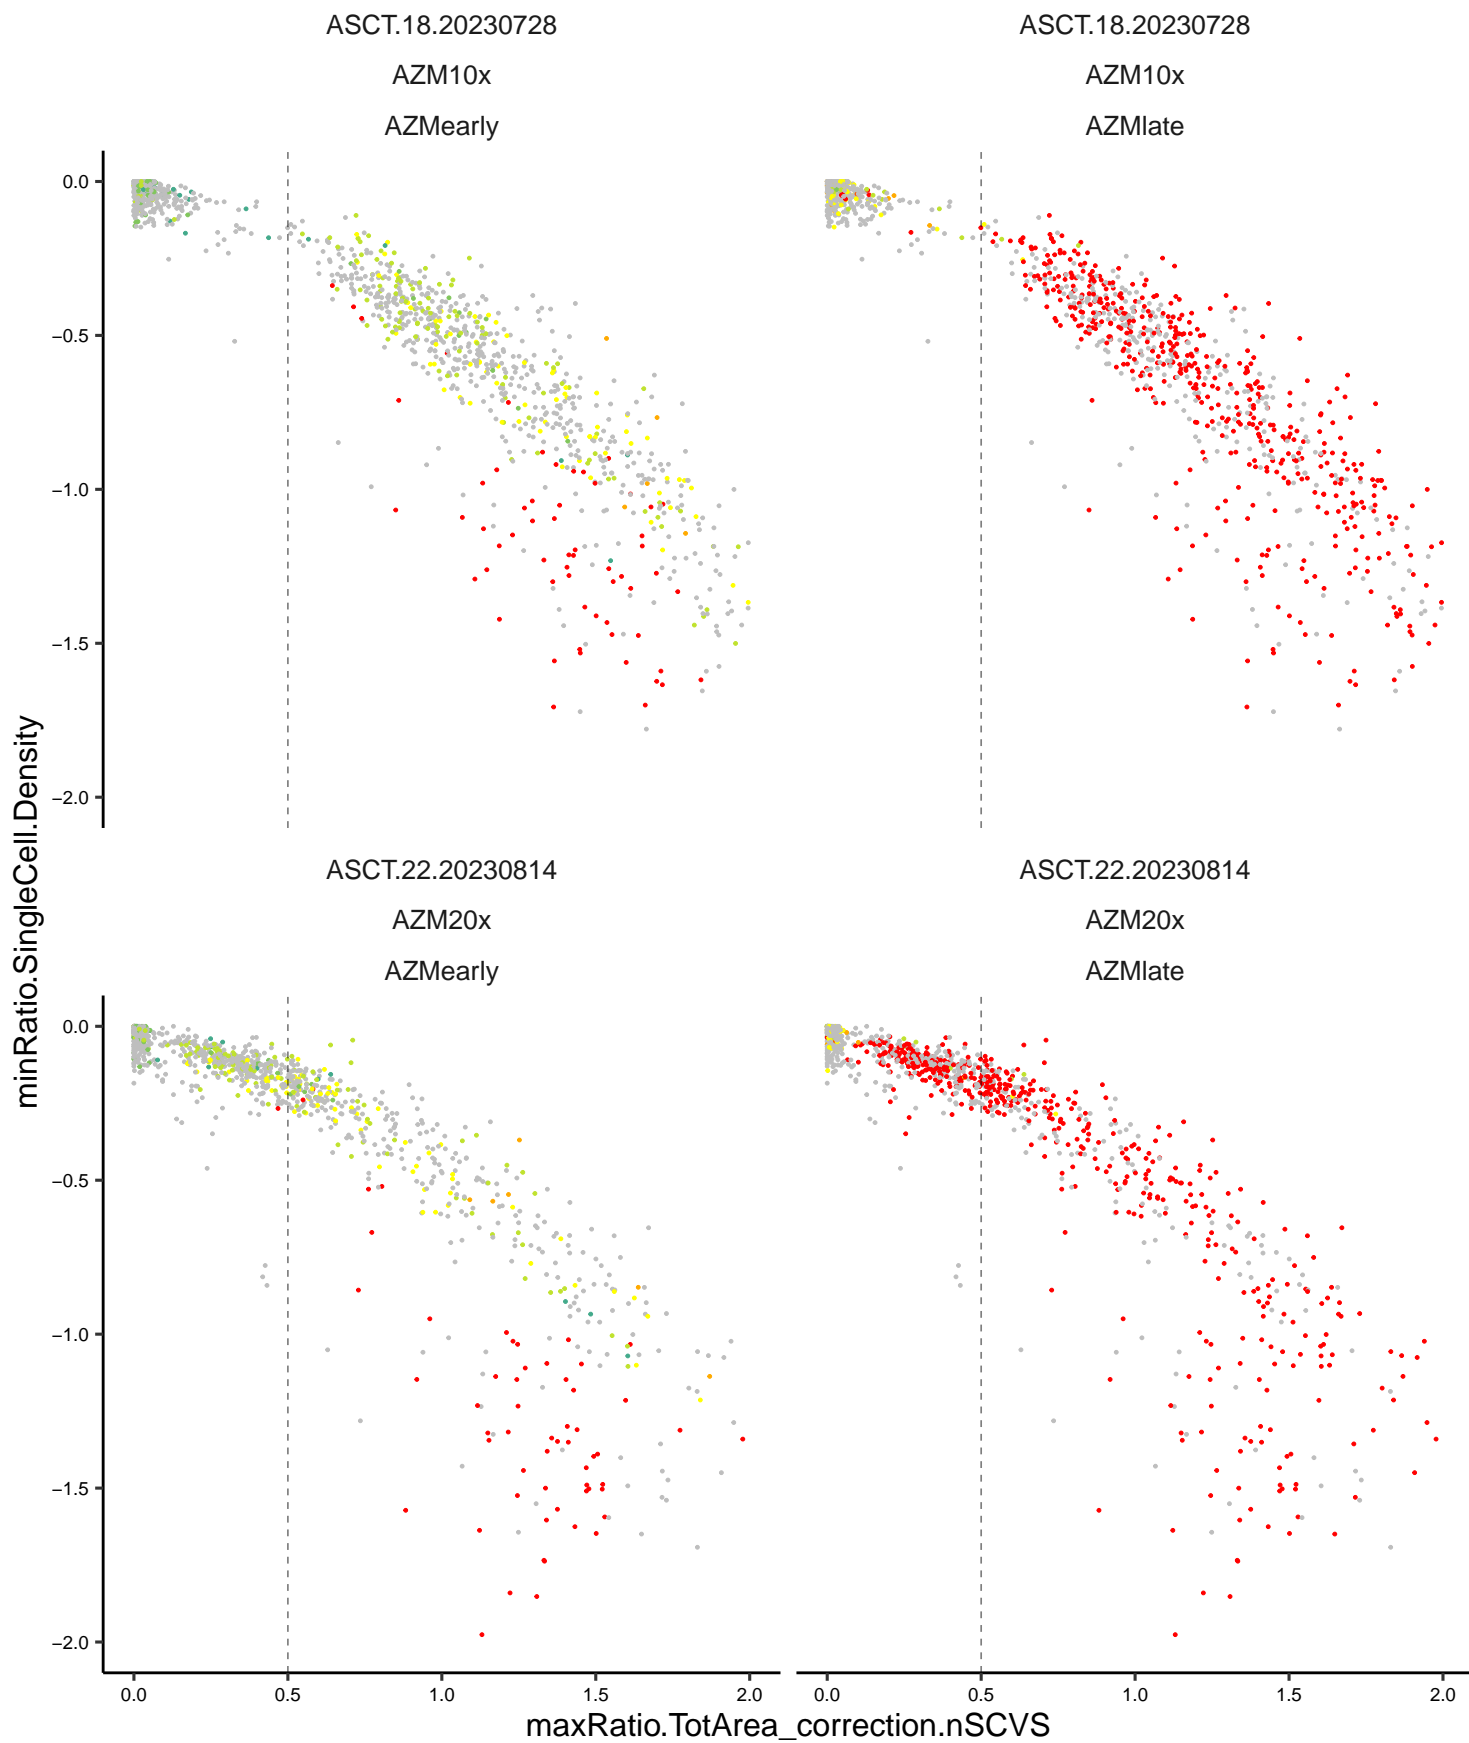 ASCT.18.20230728
AZM10x
AZMearly
ASCT.18.20230728
AZM10x
AZMlate
0.0
−0.5
−1.0
−1.5
−2.0
minRatio.SingleCell.Density
ASCT.22.20230814
AZM20x
AZMearly
ASCT.22.20230814
AZM20x
AZMlate
0.0
−0.5
−1.0
−1.5
−2.0
0.0 0.5 1.0 1.5 2.0
0.0 0.5 1.0 1.5 2.0
maxRatio.TotArea_correction.nSCVS